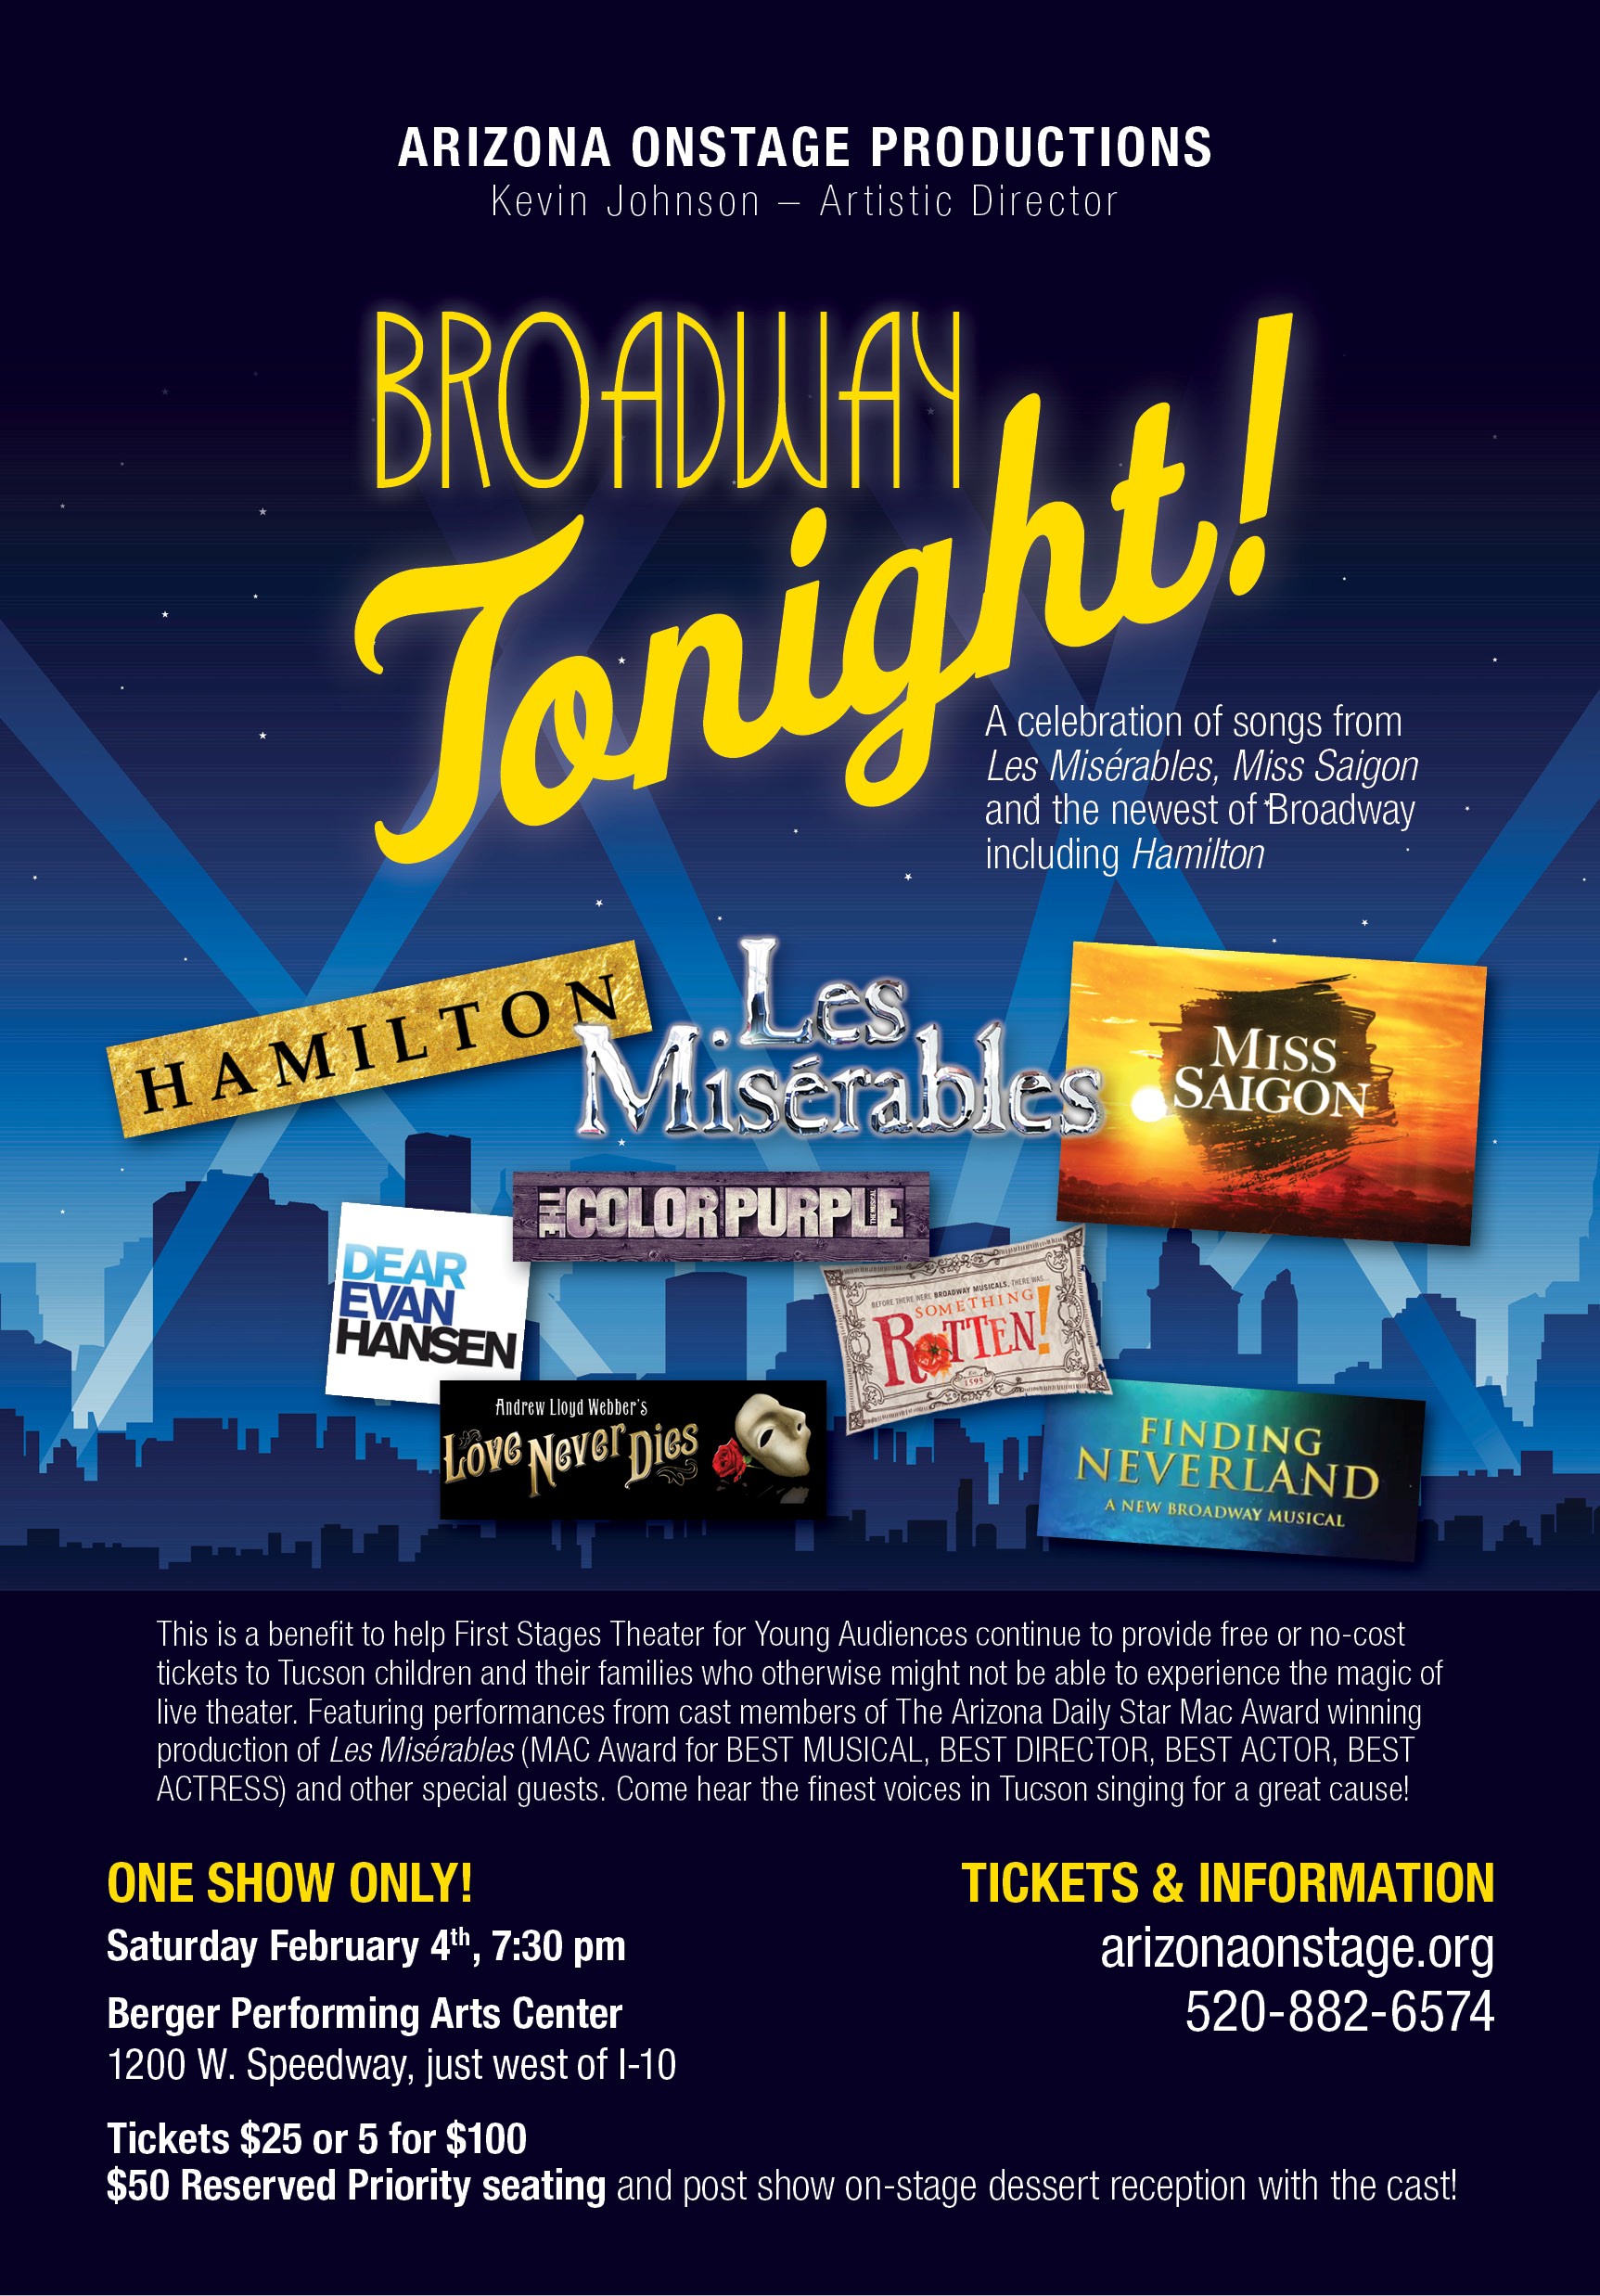 ARIZONA ONSTAGE PRODUCTIONS
Kevin Johnson – Artistic Director
BROADWAY
Tonight!
A celebration of songs from
Les Misérables, Miss Saigon
and the newest of Broadway
including Hamilton
HAMILTON
Les
Misérables
MISS
SAIGON
THE COLOR PURPLE THE MUSICAL
DEAR
EVAN
HANSEN
BEFORE THERE WERE BROADWAY MUSICALS, THERE WAS...
SOMETHING
ROTTEN!
Est.
1595
Andrew Lloyd Webber's
Love Never Dies
FINDING
NEVERLAND
A NEW BROADWAY MUSICAL
This is a benefit to help First Stages Theater for Young Audiences continue to provide free or no-cost
tickets to Tucson children and their families who otherwise might not be able to experience the magic of
live theater. Featuring performances from cast members of The Arizona Daily Star Mac Award winning
production of Les Misérables (MAC Award for BEST MUSICAL, BEST DIRECTOR, BEST ACTOR, BEST
ACTRESS) and other special guests. Come hear the finest voices in Tucson singing for a great cause!
ONE SHOW ONLY!
Saturday February 4th, 7:30 pm
Berger Performing Arts Center
1200 W. Speedway, just west of I-10
Tickets $25 or 5 for $100
$50 Reserved Priority seating and post show on-stage dessert reception with the cast!
TICKETS & INFORMATION
arizonaonstage.org
520-882-6574